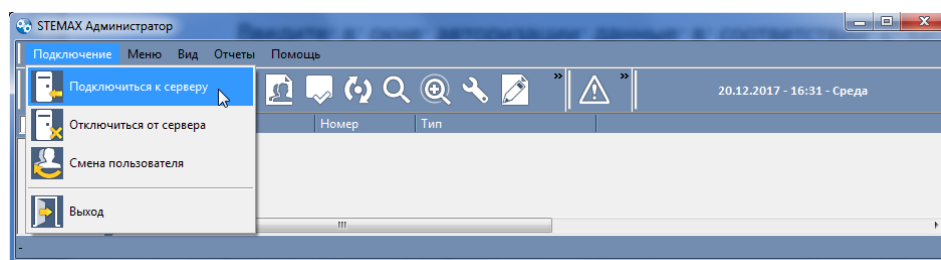 STEMAX Администратор
Подключение Меню Вид Отчеты Помощь
Подключиться к серверу
20.12.2017 - 16:31 - Среда
Отключиться от сервера
Номер Тип
Смена пользователя
Выход